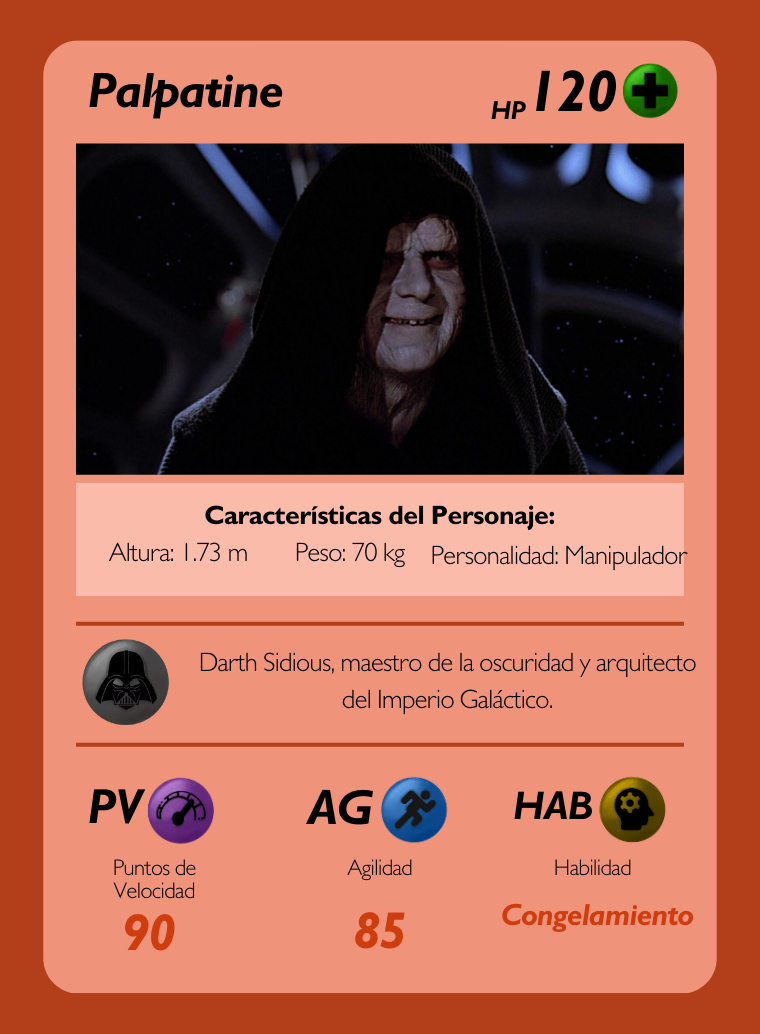 Palpatine
HP 120
Características del Personaje:
Altura: 1.73 m Peso: 70 kg Personalidad: Manipulador
Darth Sidious, maestro de la oscuridad y arquitecto
del Imperio Galáctico.
PV AG HAB
Puntos de
Velocidad
Agilidad
Habilidad
90
85
Congelamiento